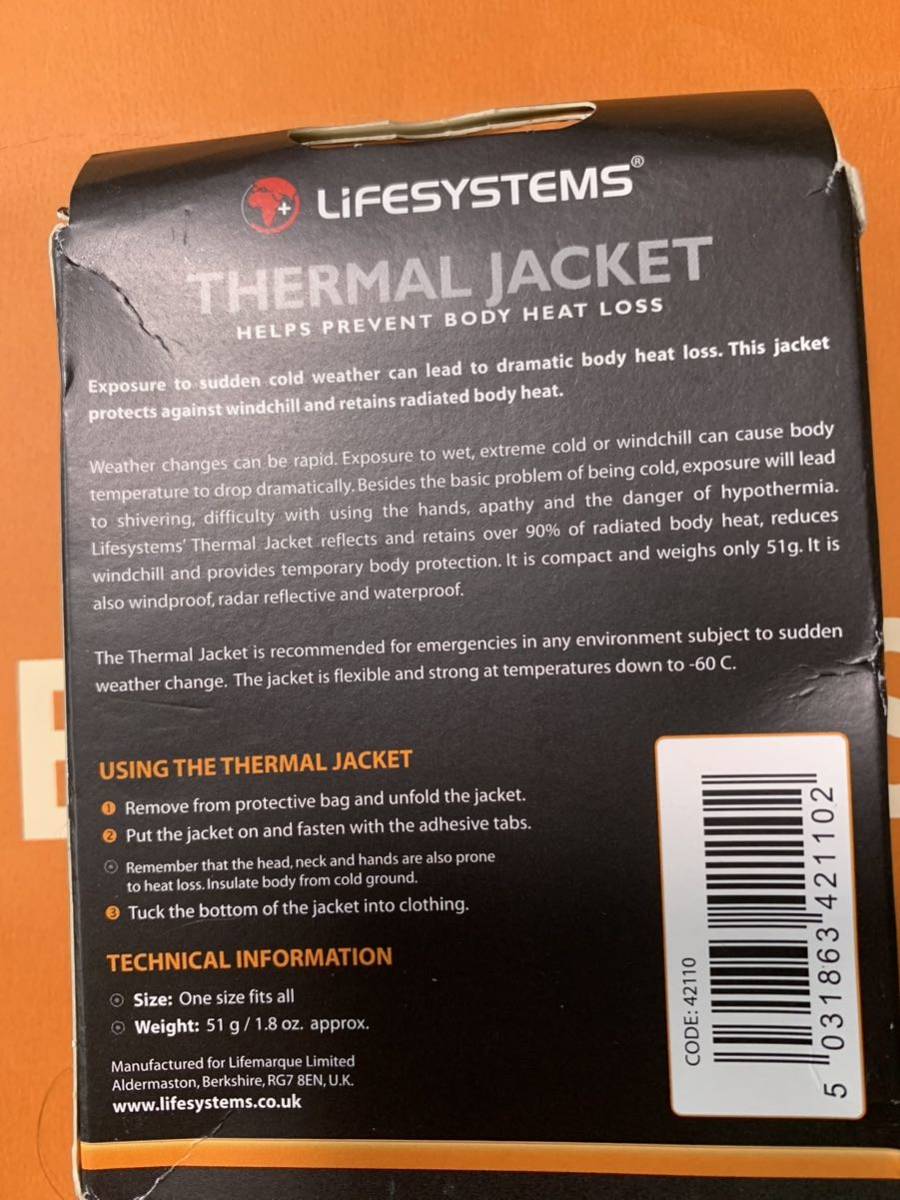 LiFESYSTEMS®
THERMAL JACKET
HELPS PREVENT BODY HEAT LOSS
Exposure to sudden cold weather can lead to dramatic body heat loss. This jacket
protects against windchill and retains radiated body heat.
Weather changes can be rapid. Exposure to wet, extreme cold or windchill can cause body
temperature to drop dramatically. Besides the basic problem of being cold, exposure will lead
to shivering, difficulty with using the hands, apathy and the danger of hypothermia.
Lifesystems' Thermal Jacket reflects and retains over 90% of radiated body heat, reduces
windchill and provides temporary body protection. It is compact and weighs only 51g. It is
also windproof, radar reflective and waterproof.
The Thermal Jacket is recommended for emergencies in any environment subject to sudden
weather change. The jacket is flexible and strong at temperatures down to -60 C.
USING THE THERMAL JACKET
1 Remove from protective bag and unfold the jacket.
2 Put the jacket on and fasten with the adhesive tabs.
Remember that the head, neck and hands are also prone
to heat loss. Insulate body from cold ground.
3 Tuck the bottom of the jacket into clothing.
TECHNICAL INFORMATION
Size: One size fits all
Weight: 51 g / 1.8 oz. approx.
Manufactured for Lifemarque Limited
Aldermaston, Berkshire, RG7 8EN, U.K.
www.lifesystems.co.uk
CODE: 42110
5 031863 421102